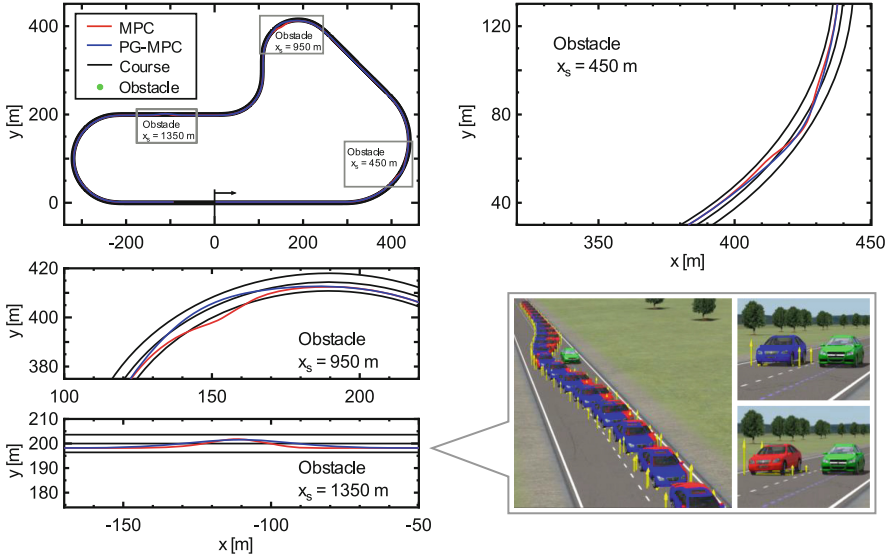 MPC
PG-MPC
Course
Obstacle
y [m]
400
200
0
Obstacle
xs = 950 m
Obstacle
xs = 1350 m
Obstacle
xs = 450 m
-200
0
200
400
y [m]
120
80
40
Obstacle
xs = 450 m
350
400
450
x [m]
y [m]
420
400
380
Obstacle
xs = 950 m
100
150
200
y [m]
210
200
190
180
Obstacle
xs = 1350 m
-150
-100
-50
x [m]